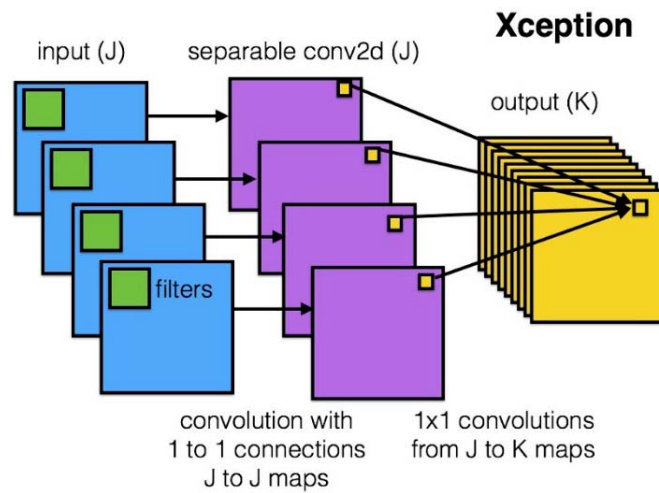 Xception
input (J)
separable conv2d (J)
output (K)
filters
convolution with
1 to 1 connections
J to J maps
1x1 convolutions
from J to K maps